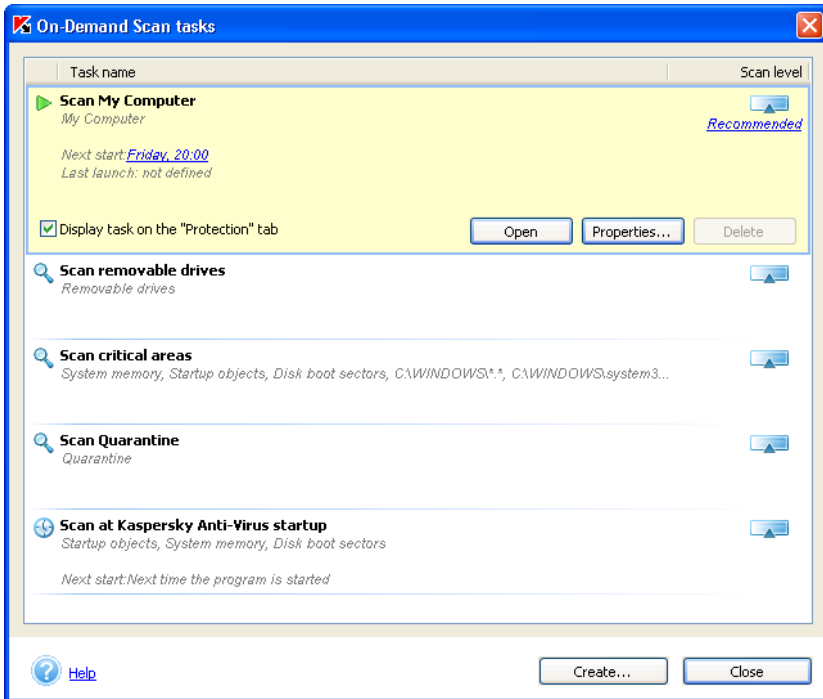 On-Demand Scan tasks
Task name Scan level
Scan My Computer
My Computer
Recommended
Next start:Friday, 20:00
Last launch: not defined
Display task on the "Protection" tab Open Properties... Delete
Scan removable drives
Removable drives
Scan critical areas
System memory, Startup objects, Disk boot sectors, C:\WINDOWS\*.*, C:\WINDOWS\system3...
Scan Quarantine
Quarantine
Scan at Kaspersky Anti-Virus startup
Startup objects, System memory, Disk boot sectors
Next start:Next time the program is started
Help Create... Close